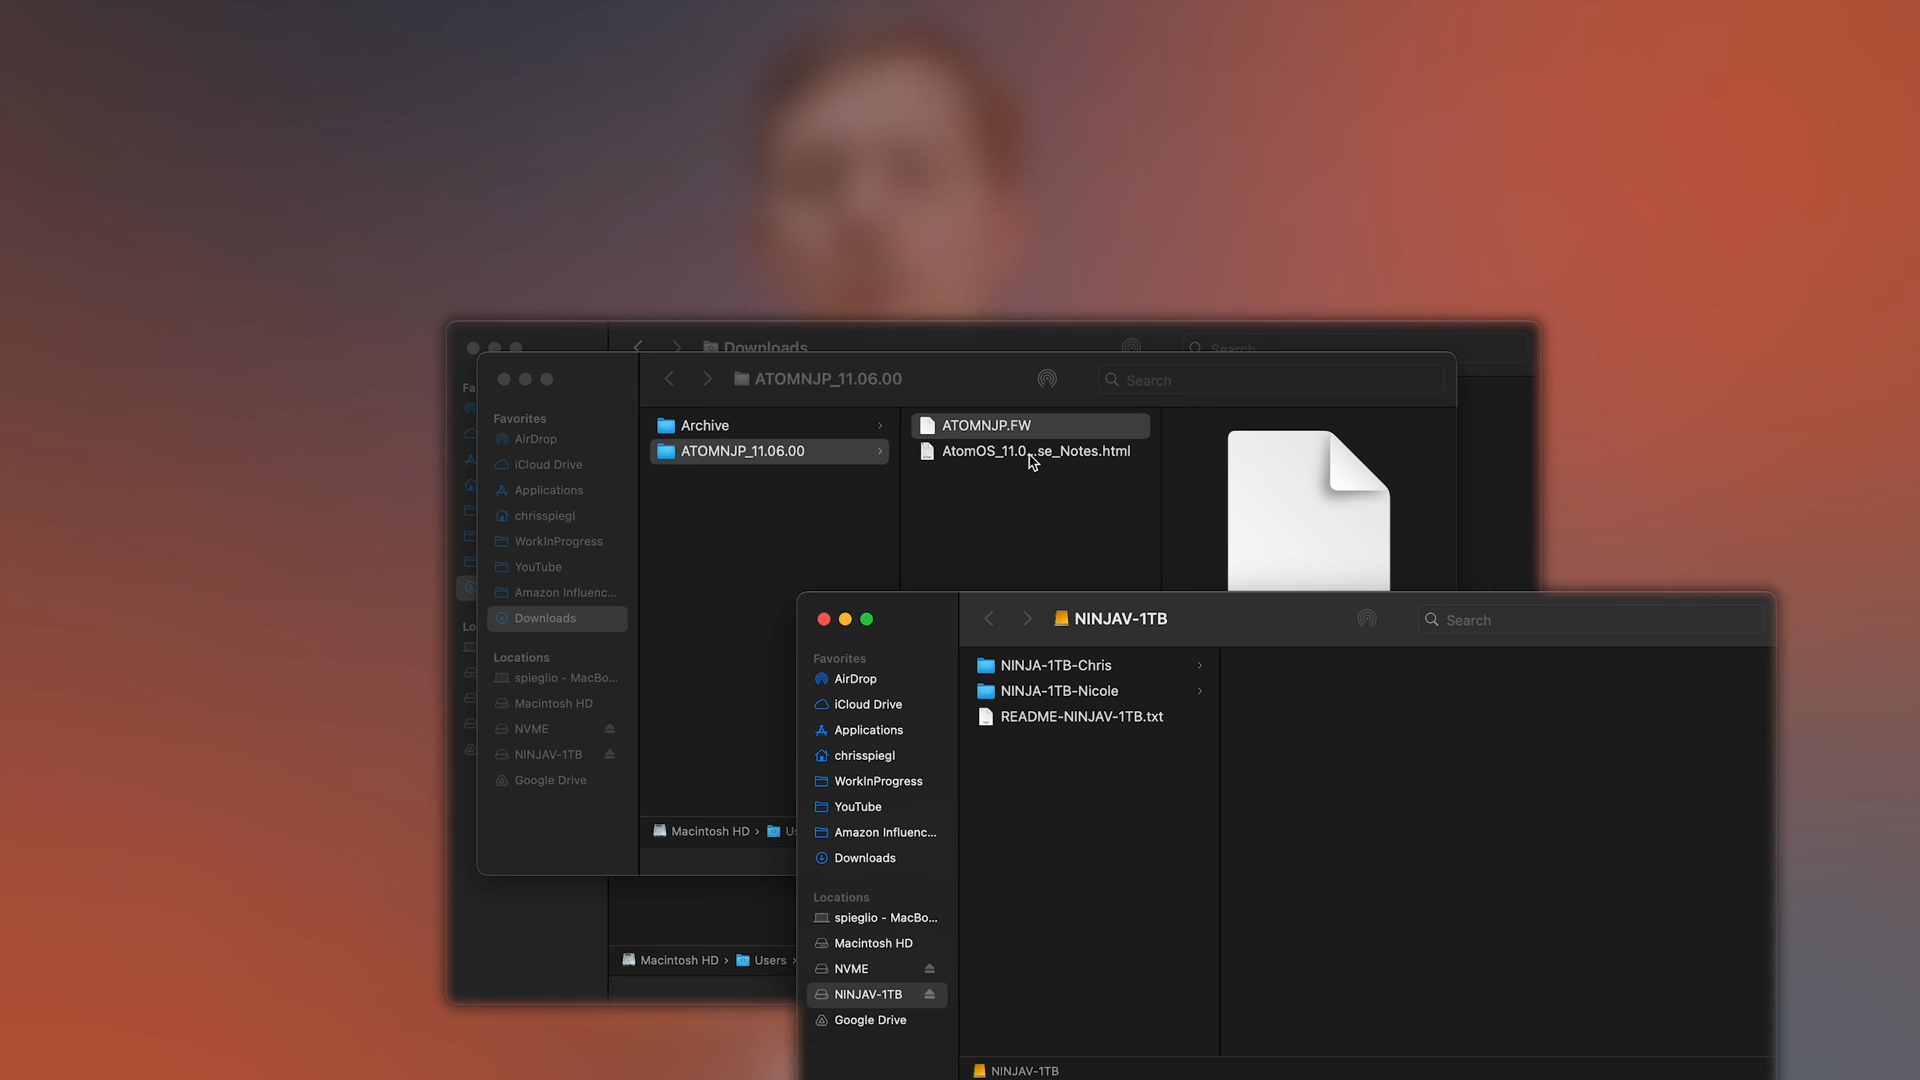 Downloads
Search
Fa
Lo
Macintosh HD › Users ›
ATOMNJP_11.06.00
Search
Favorites
AirDrop
iCloud Drive
Applications
chrisspiegl
WorkInProgress
YouTube
Amazon Influenc...
Downloads
Locations
spieglio - MacBo...
Macintosh HD
NVME
NINJAV-1TB
Google Drive
Archive
ATOMNJP_11.06.00
ATOMNJP.FW
AtomOS_11.0...se_Notes.html
Macintosh HD › Us
NINJAV-1TB
Search
Favorites
AirDrop
iCloud Drive
Applications
chrisspiegl
WorkInProgress
YouTube
Amazon Influenc...
Downloads
Locations
spieglio - MacBo...
Macintosh HD
NVME
NINJAV-1TB
Google Drive
NINJA-1TB-Chris
NINJA-1TB-Nicole
README-NINJAV-1TB.txt
NINJAV-1TB